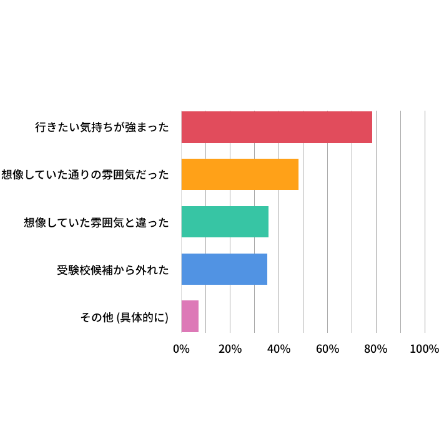 行きたい気持ちが強まった
想像していた通りの雰囲気だった
想像していた雰囲気と違った
受験校候補から外れた
その他 (具体的に)
0% 20% 40% 60% 80% 100%